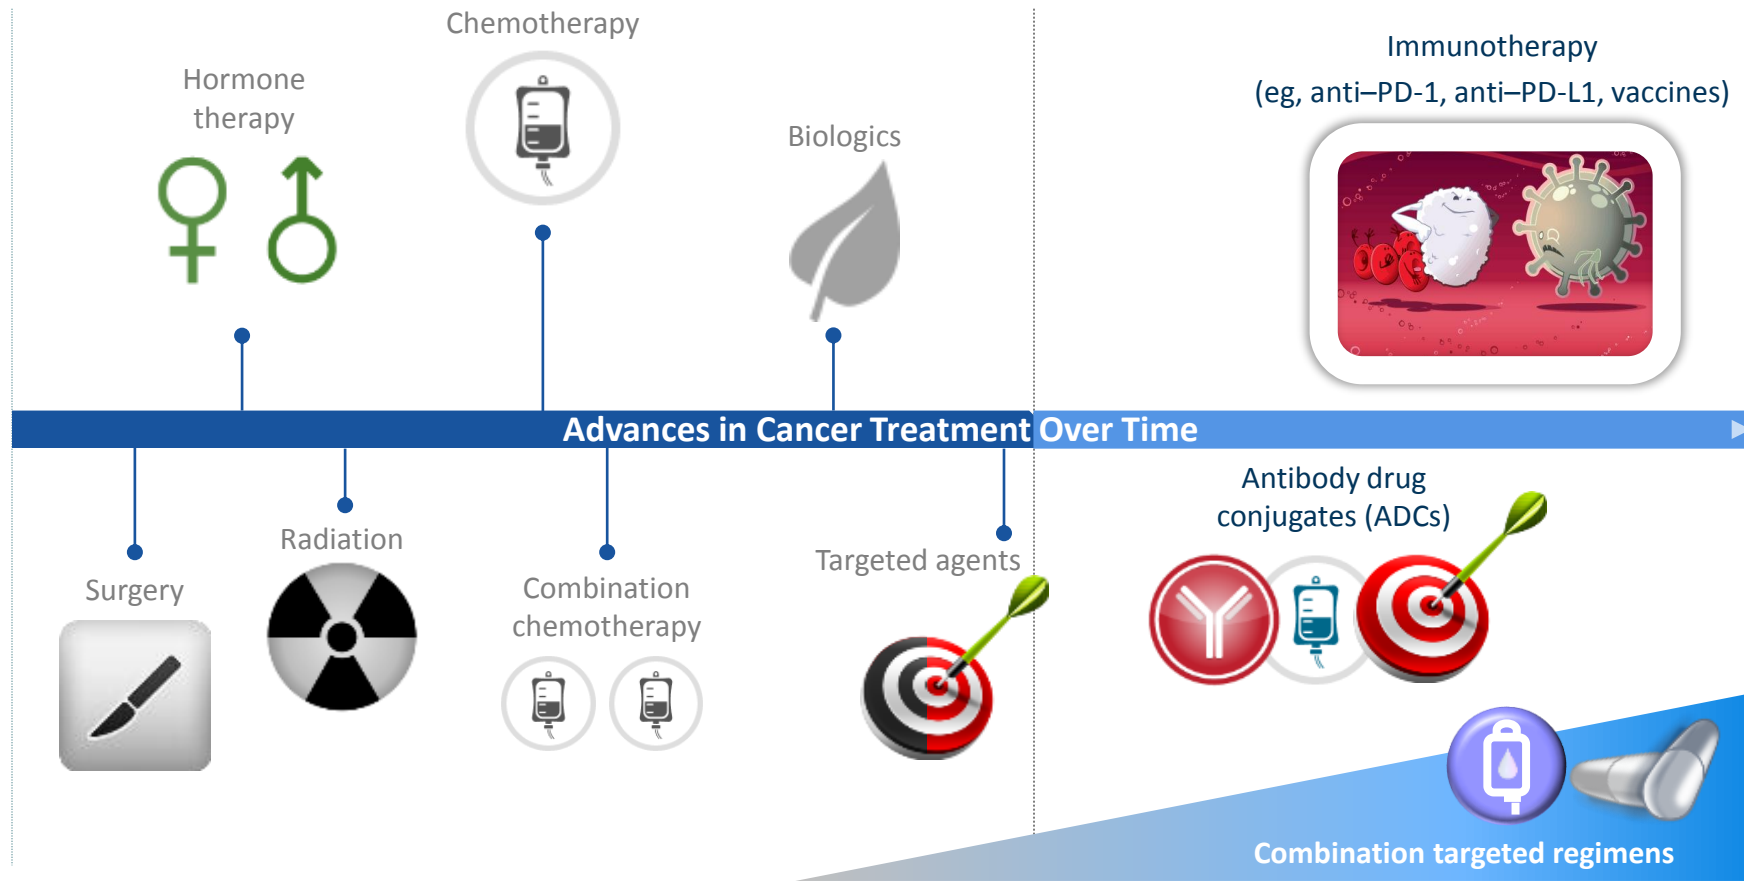 Chemotherapy
Hormone
therapy
Biologics
Immunotherapy
(eg, anti–PD-1, anti–PD-L1, vaccines)
Advances in Cancer Treatment Over Time
Surgery
Radiation
Combination
chemotherapy
Targeted agents
Antibody drug
conjugates (ADCs)
Combination targeted regimens